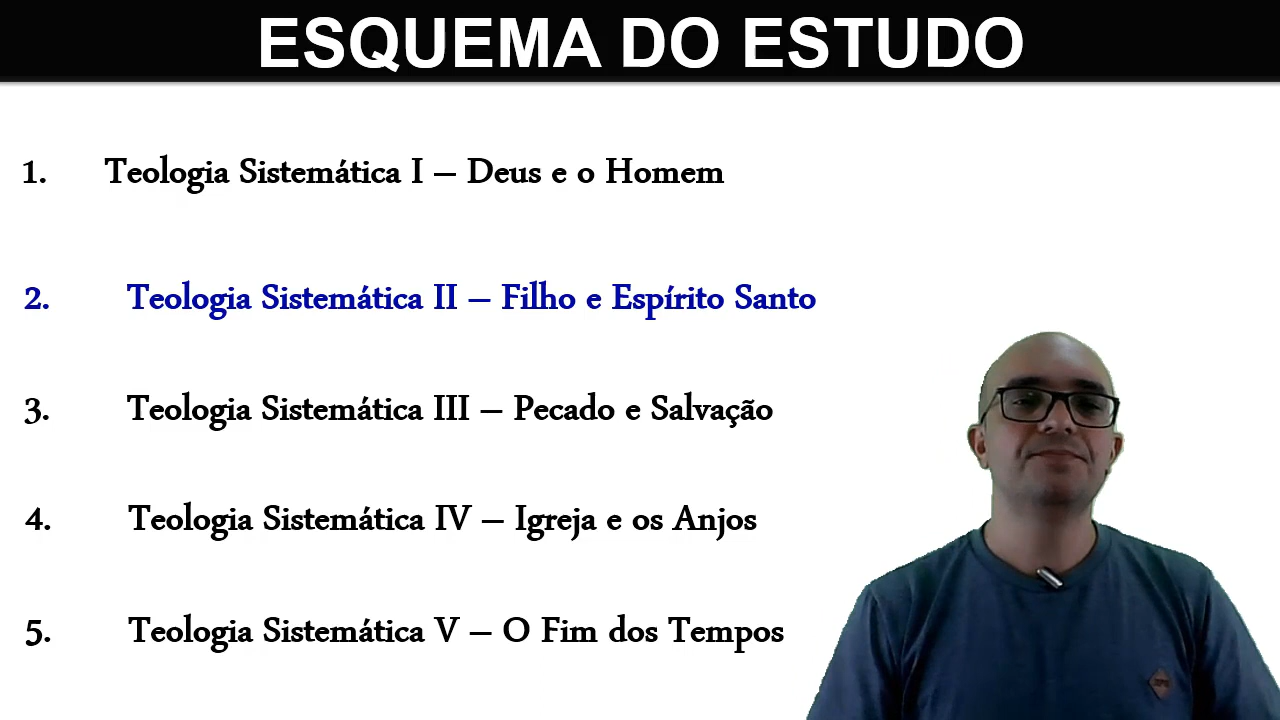 ESQUEMA DO ESTUDO
1. Teologia Sistemática I – Deus e o Homem
2. Teologia Sistemática II – Filho e Espírito Santo
3. Teologia Sistemática III – Pecado e Salvação
4. Teologia Sistemática IV – Igreja e os Anjos
5. Teologia Sistemática V – O Fim dos Tempos